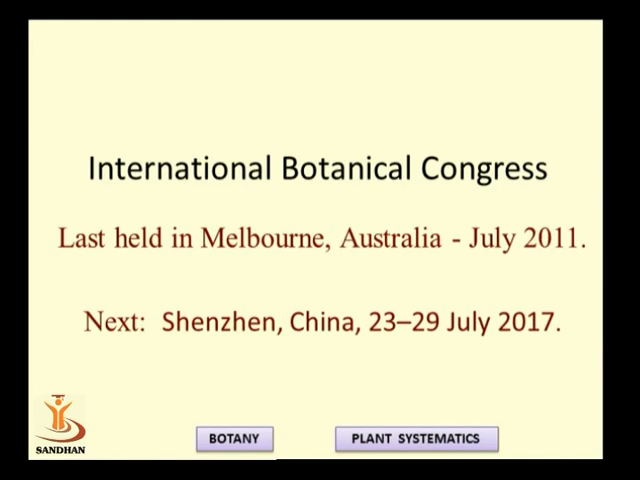 International Botanical Congress
Last held in Melbourne, Australia - July 2011.
Next: Shenzhen, China, 23–29 July 2017.
SANDHAN
BOTANY
PLANT SYSTEMATICS